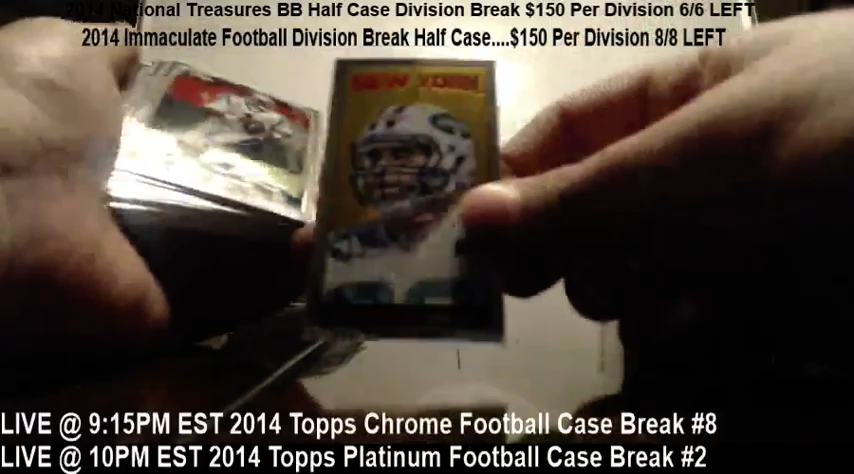 2014 National Treasures BB Half Case Division Break $150 Per Division 6/6 LEFT
2014 Immaculate Football Division Break Half Case....$150 Per Division 8/8 LEFT
NEW YORK
LIVE @ 9:15PM EST 2014 Topps Chrome Football Case Break #8
LIVE @ 10PM EST 2014 Topps Platinum Football Case Break #2